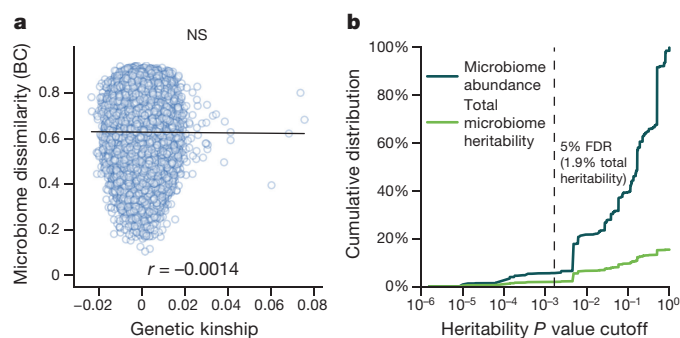 a
NS
Microbiome dissimilarity (BC)
0.8
0.6
0.4
0.2
0
r = −0.0014
−0.02
0
0.02
0.04
0.06
0.08
Genetic kinship
b
Cumulative distribution
100%
80%
60%
40%
20%
0%
Microbiome
abundance
Total
microbiome
heritability
5% FDR
(1.9% total
heritability)
10⁻⁶
10⁻⁵
10⁻⁴
10⁻³
10⁻²
10⁻¹
10⁰
Heritability P value cutoff